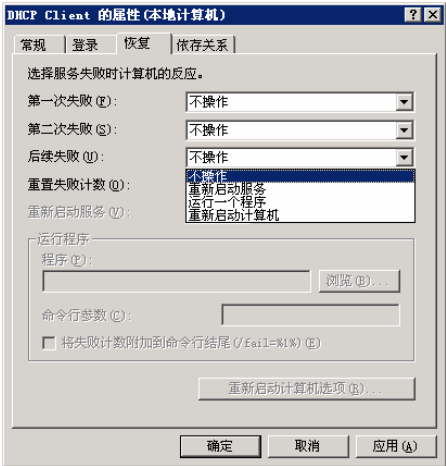 DHCP Client 的属性(本地计算机)
常规 登录 恢复 依存关系
选择服务失败时计算机的反应。
第一次失败(F): 不操作
第二次失败(S): 不操作
后续失败(U): 不操作
不操作
重置失败计数(O): 重新启动服务
运行一个程序
重新启动服务(V): 重新启动计算机
运行程序
程序(P):
浏览(B)...
命令行参数(C):
将失败计数附加到命令行结尾(/fail=%1%)(E)
重新启动计算机选项(R)...
确定 取消 应用(A)